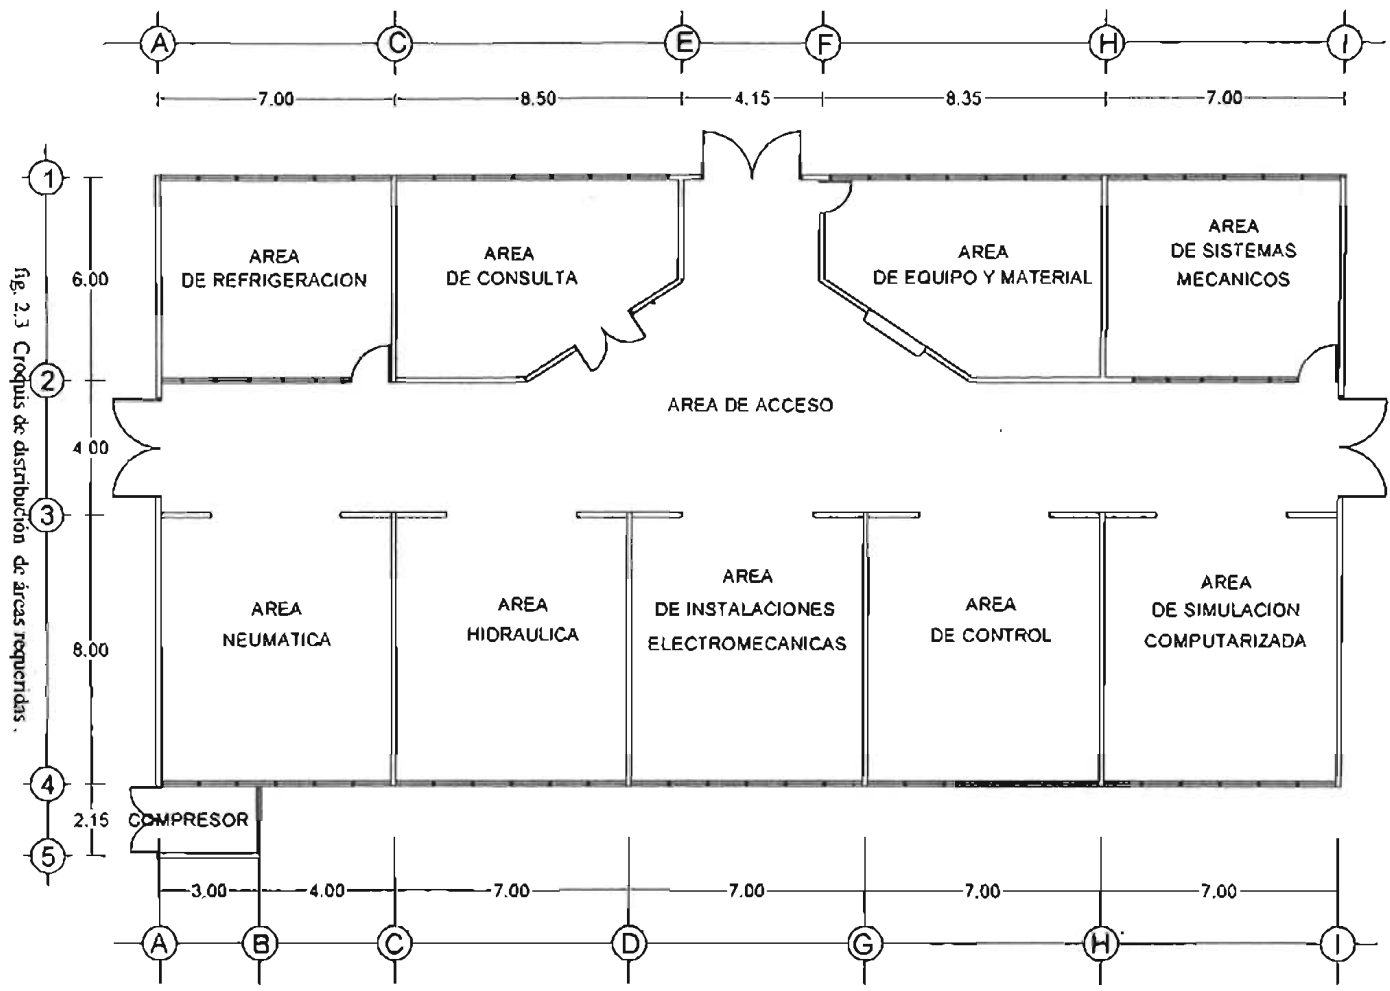 A C E F H I
7.00 8.50 4.15 8.35 7.00
1
AREA
DE REFRIGERACION
AREA
DE CONSULTA
AREA
DE EQUIPO Y MATERIAL
AREA
DE SISTEMAS
MECANICOS
6.00
2
AREA DE ACCESO
4.00
3
AREA
NEUMATICA
AREA
HIDRAULICA
AREA
DE INSTALACIONES
ELECTROMECANICAS
AREA
DE CONTROL
AREA
DE SIMULACION
COMPUTARIZADA
8.00
4
2.15 COMPRESOR
5
3.00 4.00 7.00 7.00 7.00 7.00
A B C D G H I
fig. 2.3 Croquis de distribución de áreas requeridas.